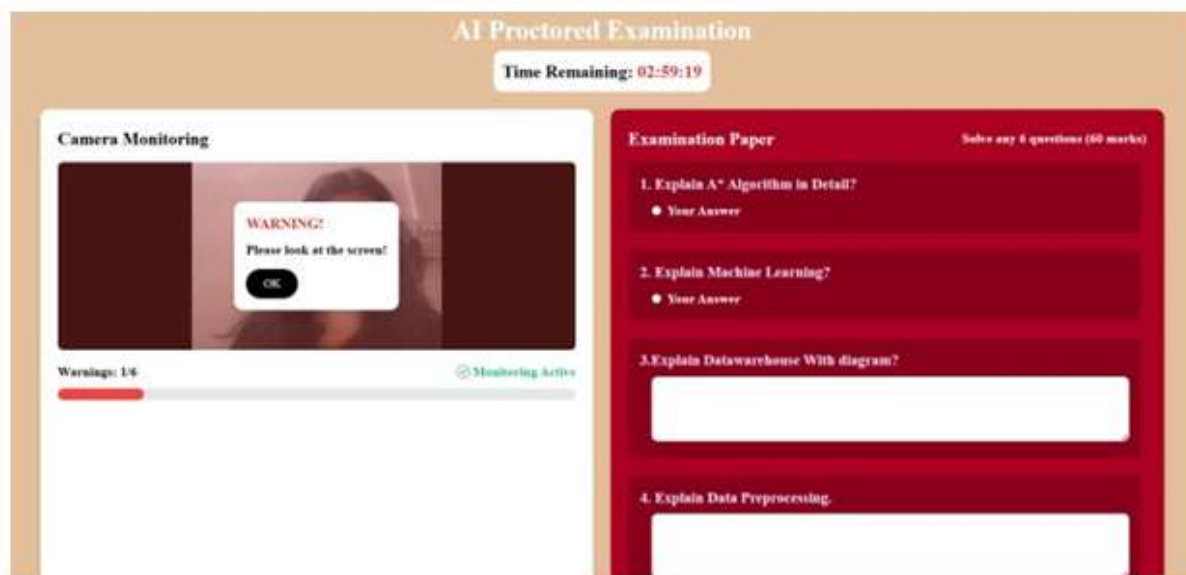 AI Proctored Examination
Time Remaining: 02:59:19
Camera Monitoring
WARNING!
Please look at the screen!
OK
Warnings: 1/6
Monitoring Active
Examination Paper
Solve any 6 questions (60 marks)
1. Explain A* Algorithm in Detail?
Your Answer
2. Explain Machine Learning?
Your Answer
3.Explain Datawarehouse With diagram?
4. Explain Data Preprocessing.